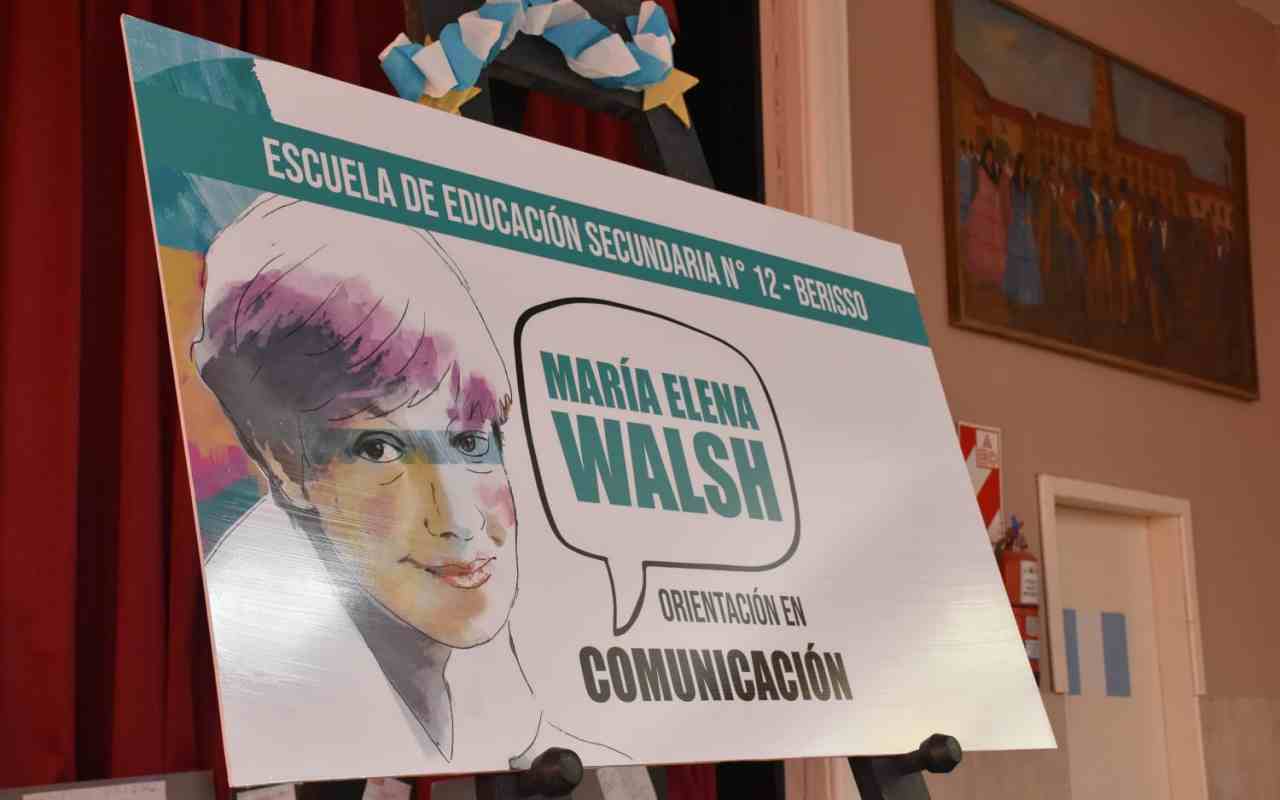 ESCUELA DE EDUCACIÓN SECUNDARIA N° 12 - BERISSO
MARÍA ELENA
WALSH
ORIENTACIÓN EN
COMUNICACIÓN